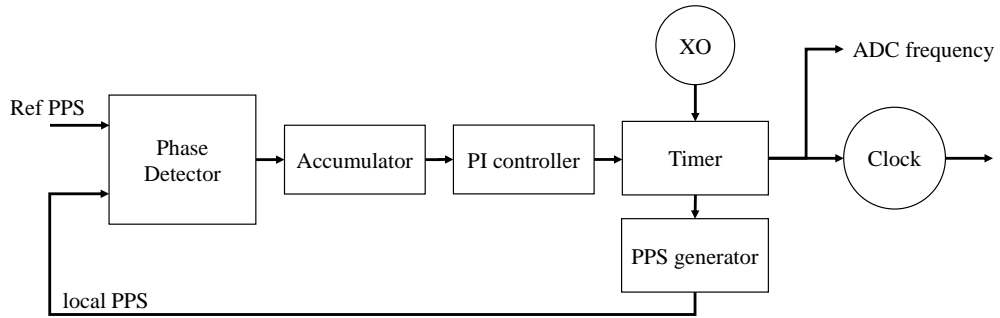 XO
ADC frequency
Ref PPS
Phase
Detector
Accumulator
PI controller
Timer
Clock
PPS generator
local PPS